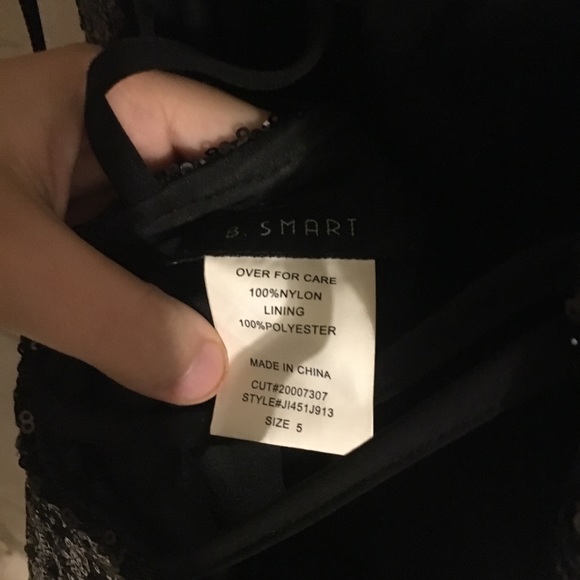 B. SMART
OVER FOR CARE
100%NYLON
LINING
100%POLYESTER
MADE IN CHINA
CUT#20007307
STYLE#JI451J913
SIZE 5